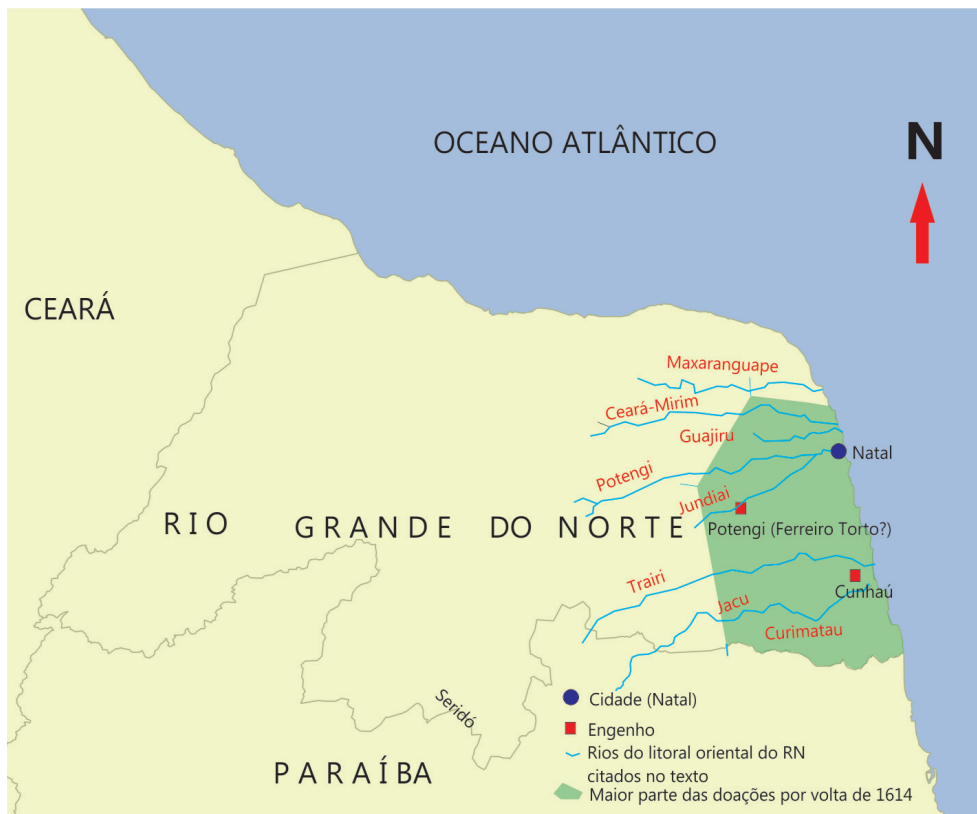 OCEANO ATLÂNTICO
N
CEARÁ
Maxaranguape
Ceará-Mirim
Guajiru
Natal
Potengi
Jundiai
RIO GRANDE DO NORTE
Potengi (Ferreiro Torto?)
Trairi
Cunhaú
Jacu
Curimatau
Seridó
Cidade (Natal)
Engenho
Rios do litoral oriental do RN
citados no texto
PARAÍBA
Maior parte das doações por volta de 1614